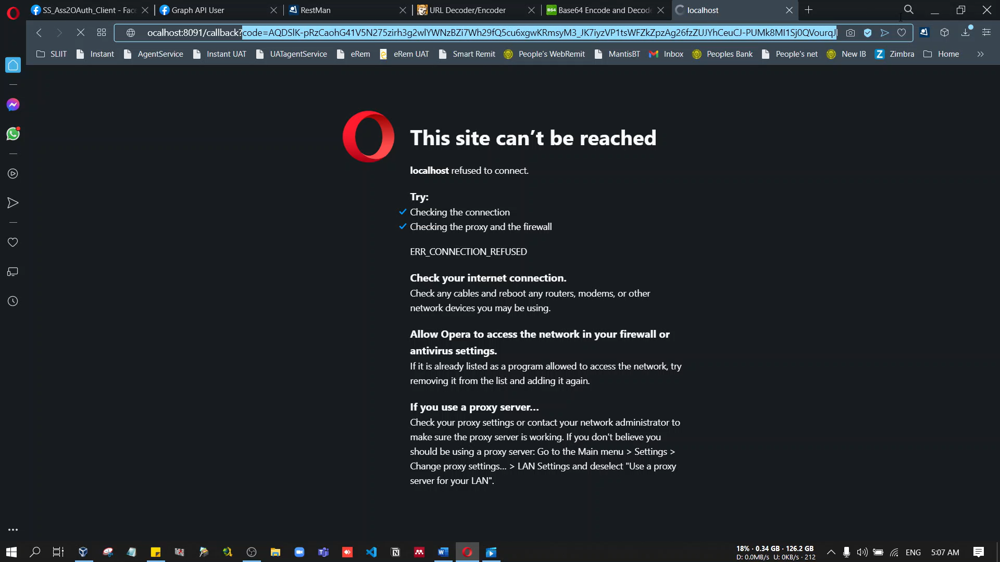 SS_Ass2OAuth_Client - Face
Graph API User
RestMan
URL Decoder/Encoder
B64 Base64 Encode and Decode
localhost
ocalhost:8091/callback?code=AQDSlK-pRzCaohG41V5N275zirh3g2wlYWNzBZi7Wh29fQ5cu6xgwKRmsyM3_JK7iyzVP1tsWFZkZpzAg26fzZUJYhCeuCJ-PUMk8MI1Sj0QVourqJ
SLIIT
Instant
AgentService
Instant UAT
UATagentService
eRem
eRem UAT
Smart Remit
People's WebRemit
MantisBT
Inbox
Peoples Bank
People's net
New IB
Zimbra
Home
This site can’t be reached
localhost refused to connect.
Try:
Checking the connection
Checking the proxy and the firewall
ERR_CONNECTION_REFUSED
Check your internet connection.
Check any cables and reboot any routers, modems, or other
network devices you may be using.
Allow Opera to access the network in your firewall or
antivirus settings.
If it is already listed as a program allowed to access the network, try
removing it from the list and adding it again.
If you use a proxy server…
Check your proxy settings or contact your network administrator to
make sure the proxy server is working. If you don't believe you
should be using a proxy server: Go to the Main menu > Settings >
Change proxy settings… > LAN Settings and deselect "Use a proxy
server for your LAN".
18% · 0.34 GB · 126.2 GB
D: 0.0MB/s U: 0KB/s · 212
ENG
5:07 AM